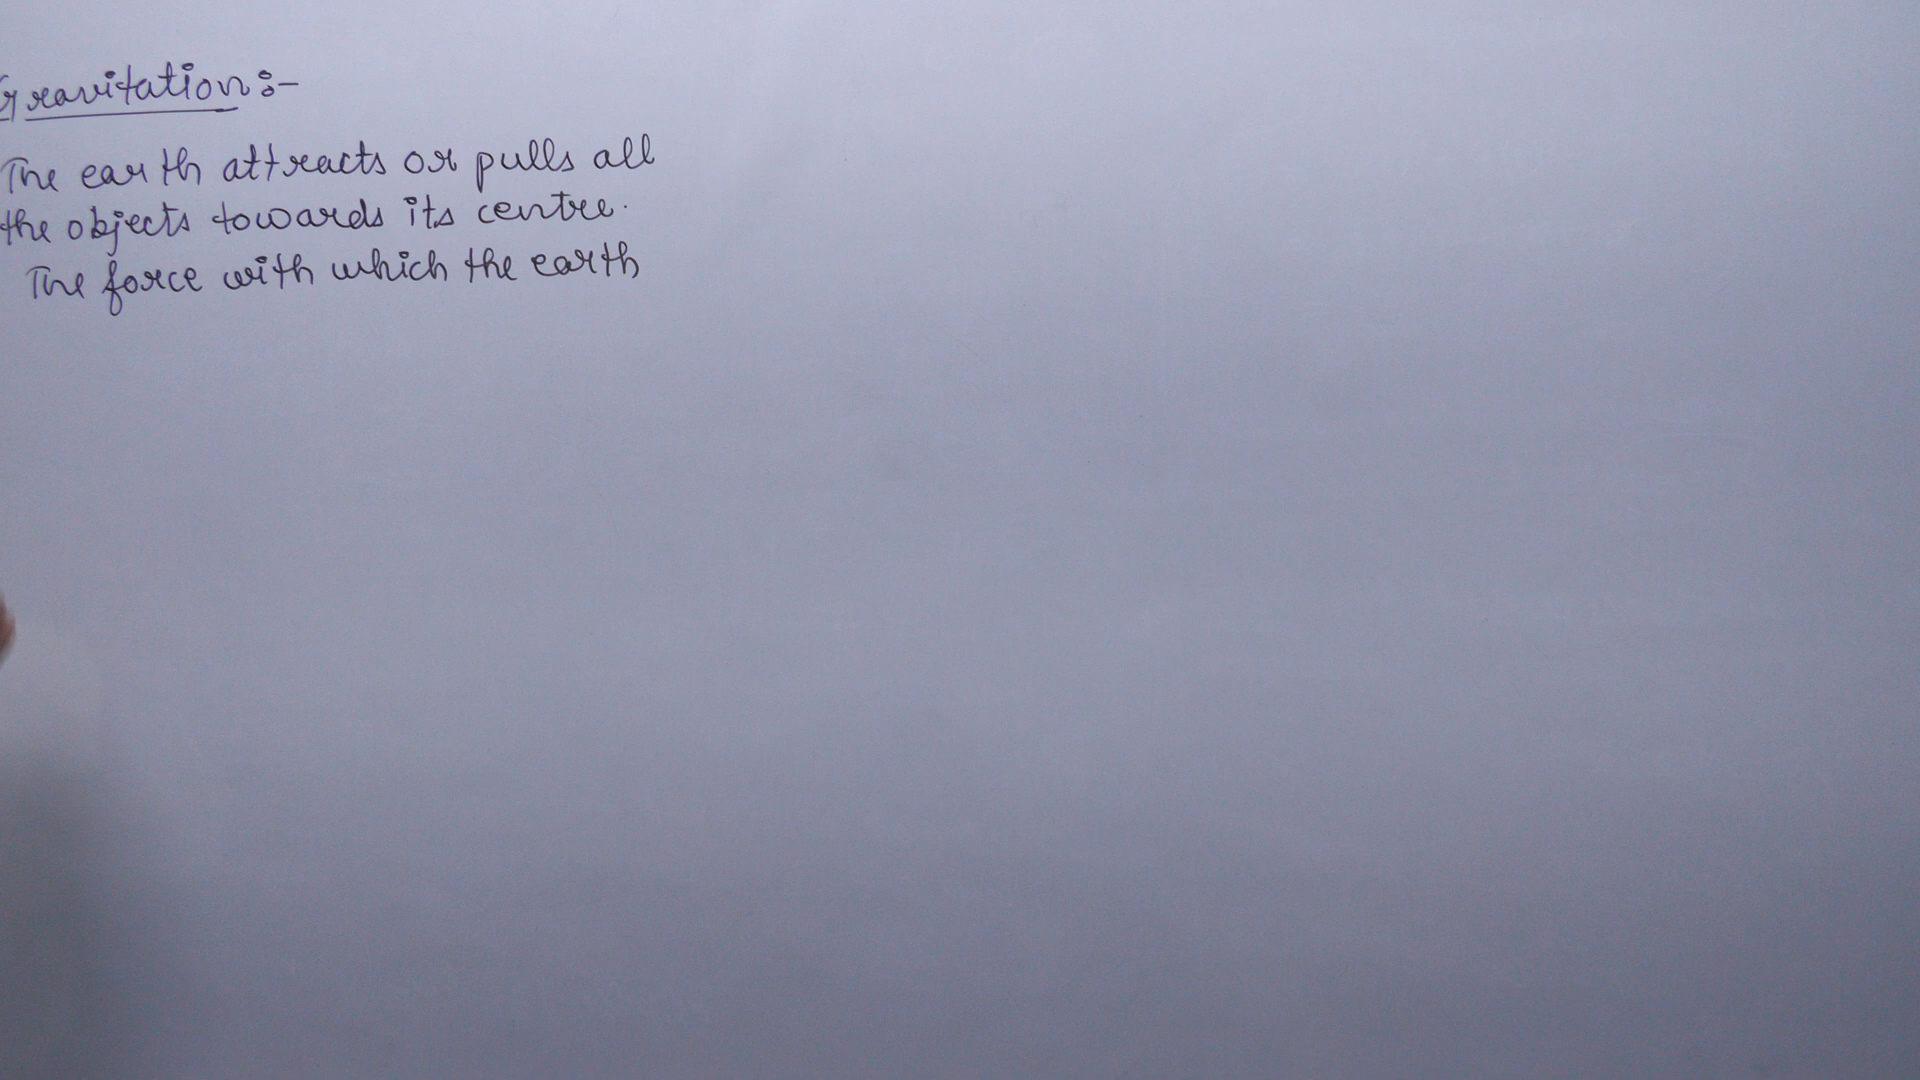 Gravitation :-
The earth attracts or pulls all
the objects towards its centre.
The force with which the earth